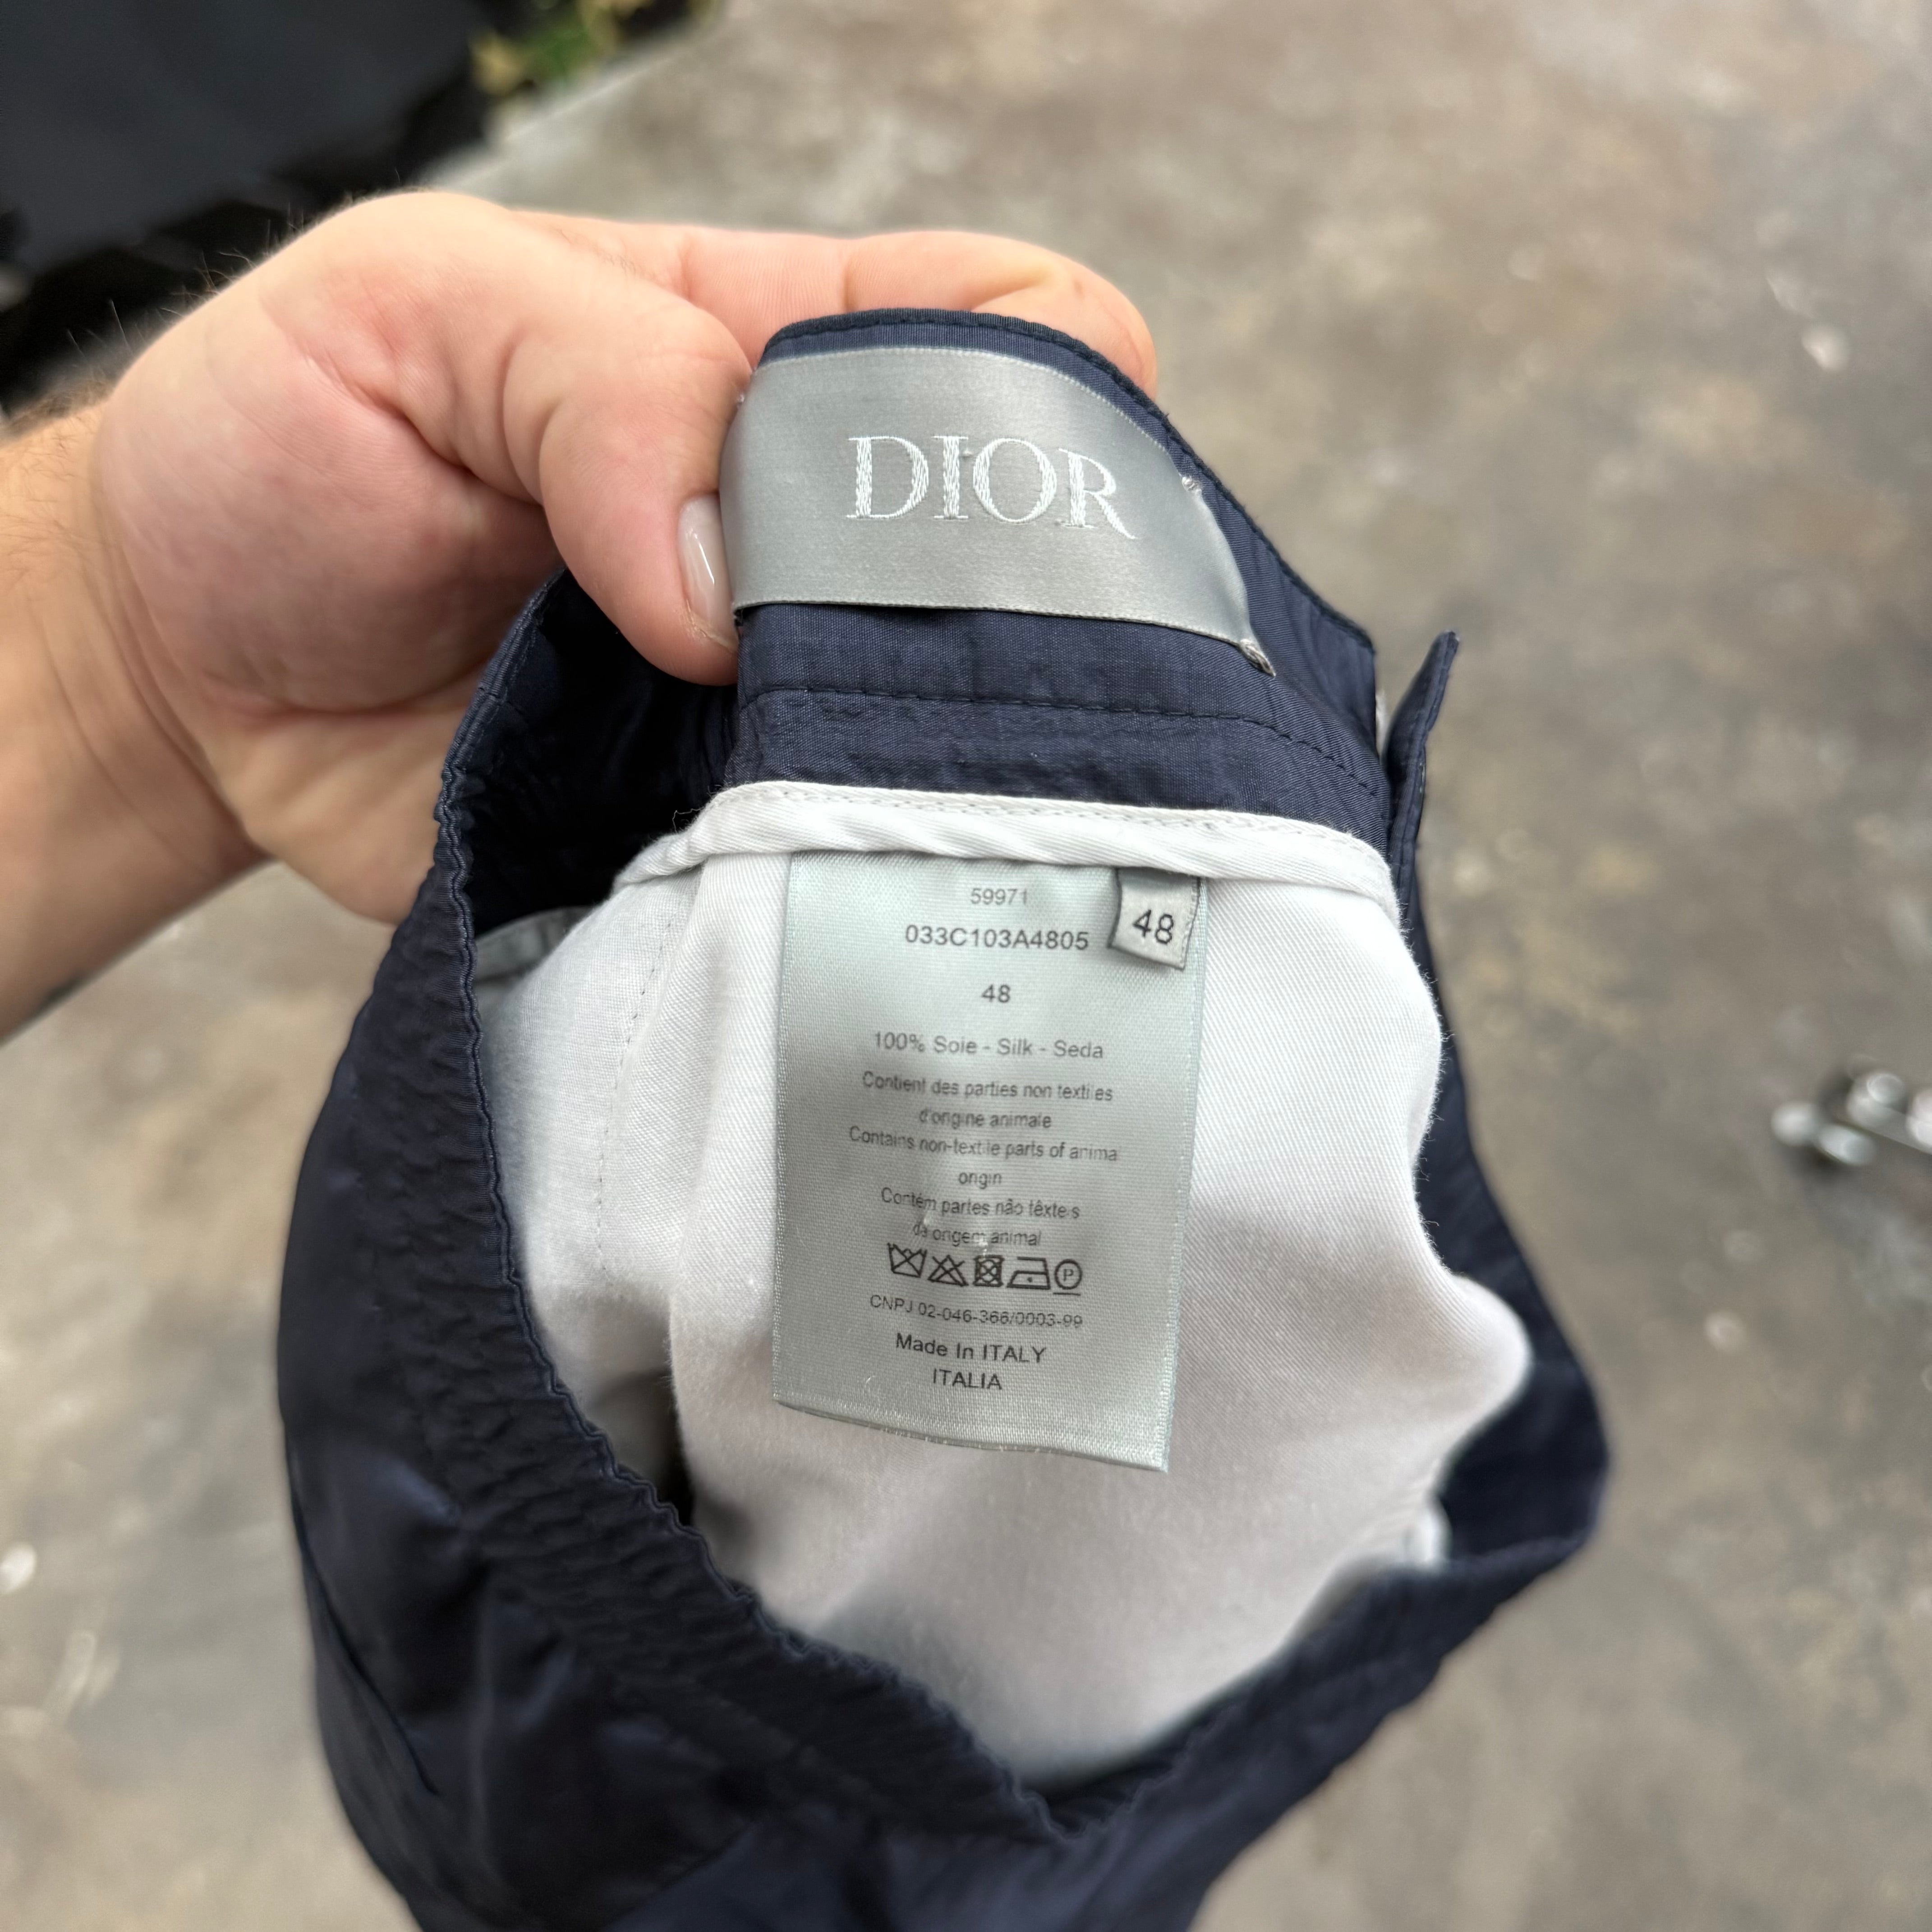 DIOR
59971
033C103A4805
48
48
100% Soie - Silk - Seda
Contient des parties non textiles
d'origine animale
Contains non-textile parts of anima
origin
Contém partes não têxteis
da origem animal
P
CNPJ 02-046-366/0003-99
Made In ITALY
ITALIA